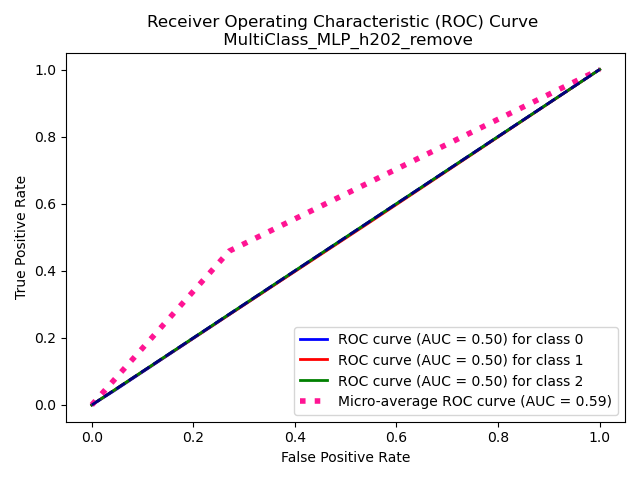 Receiver Operating Characteristic (ROC) Curve
MultiClass_MLP_h202_remove
1.0
0.8
0.6
0.4
0.2
0.0
True Positive Rate
ROC curve (AUC = 0.50) for class 0
ROC curve (AUC = 0.50) for class 1
ROC curve (AUC = 0.50) for class 2
Micro-average ROC curve (AUC = 0.59)
0.0 0.2 0.4 0.6 0.8 1.0
False Positive Rate